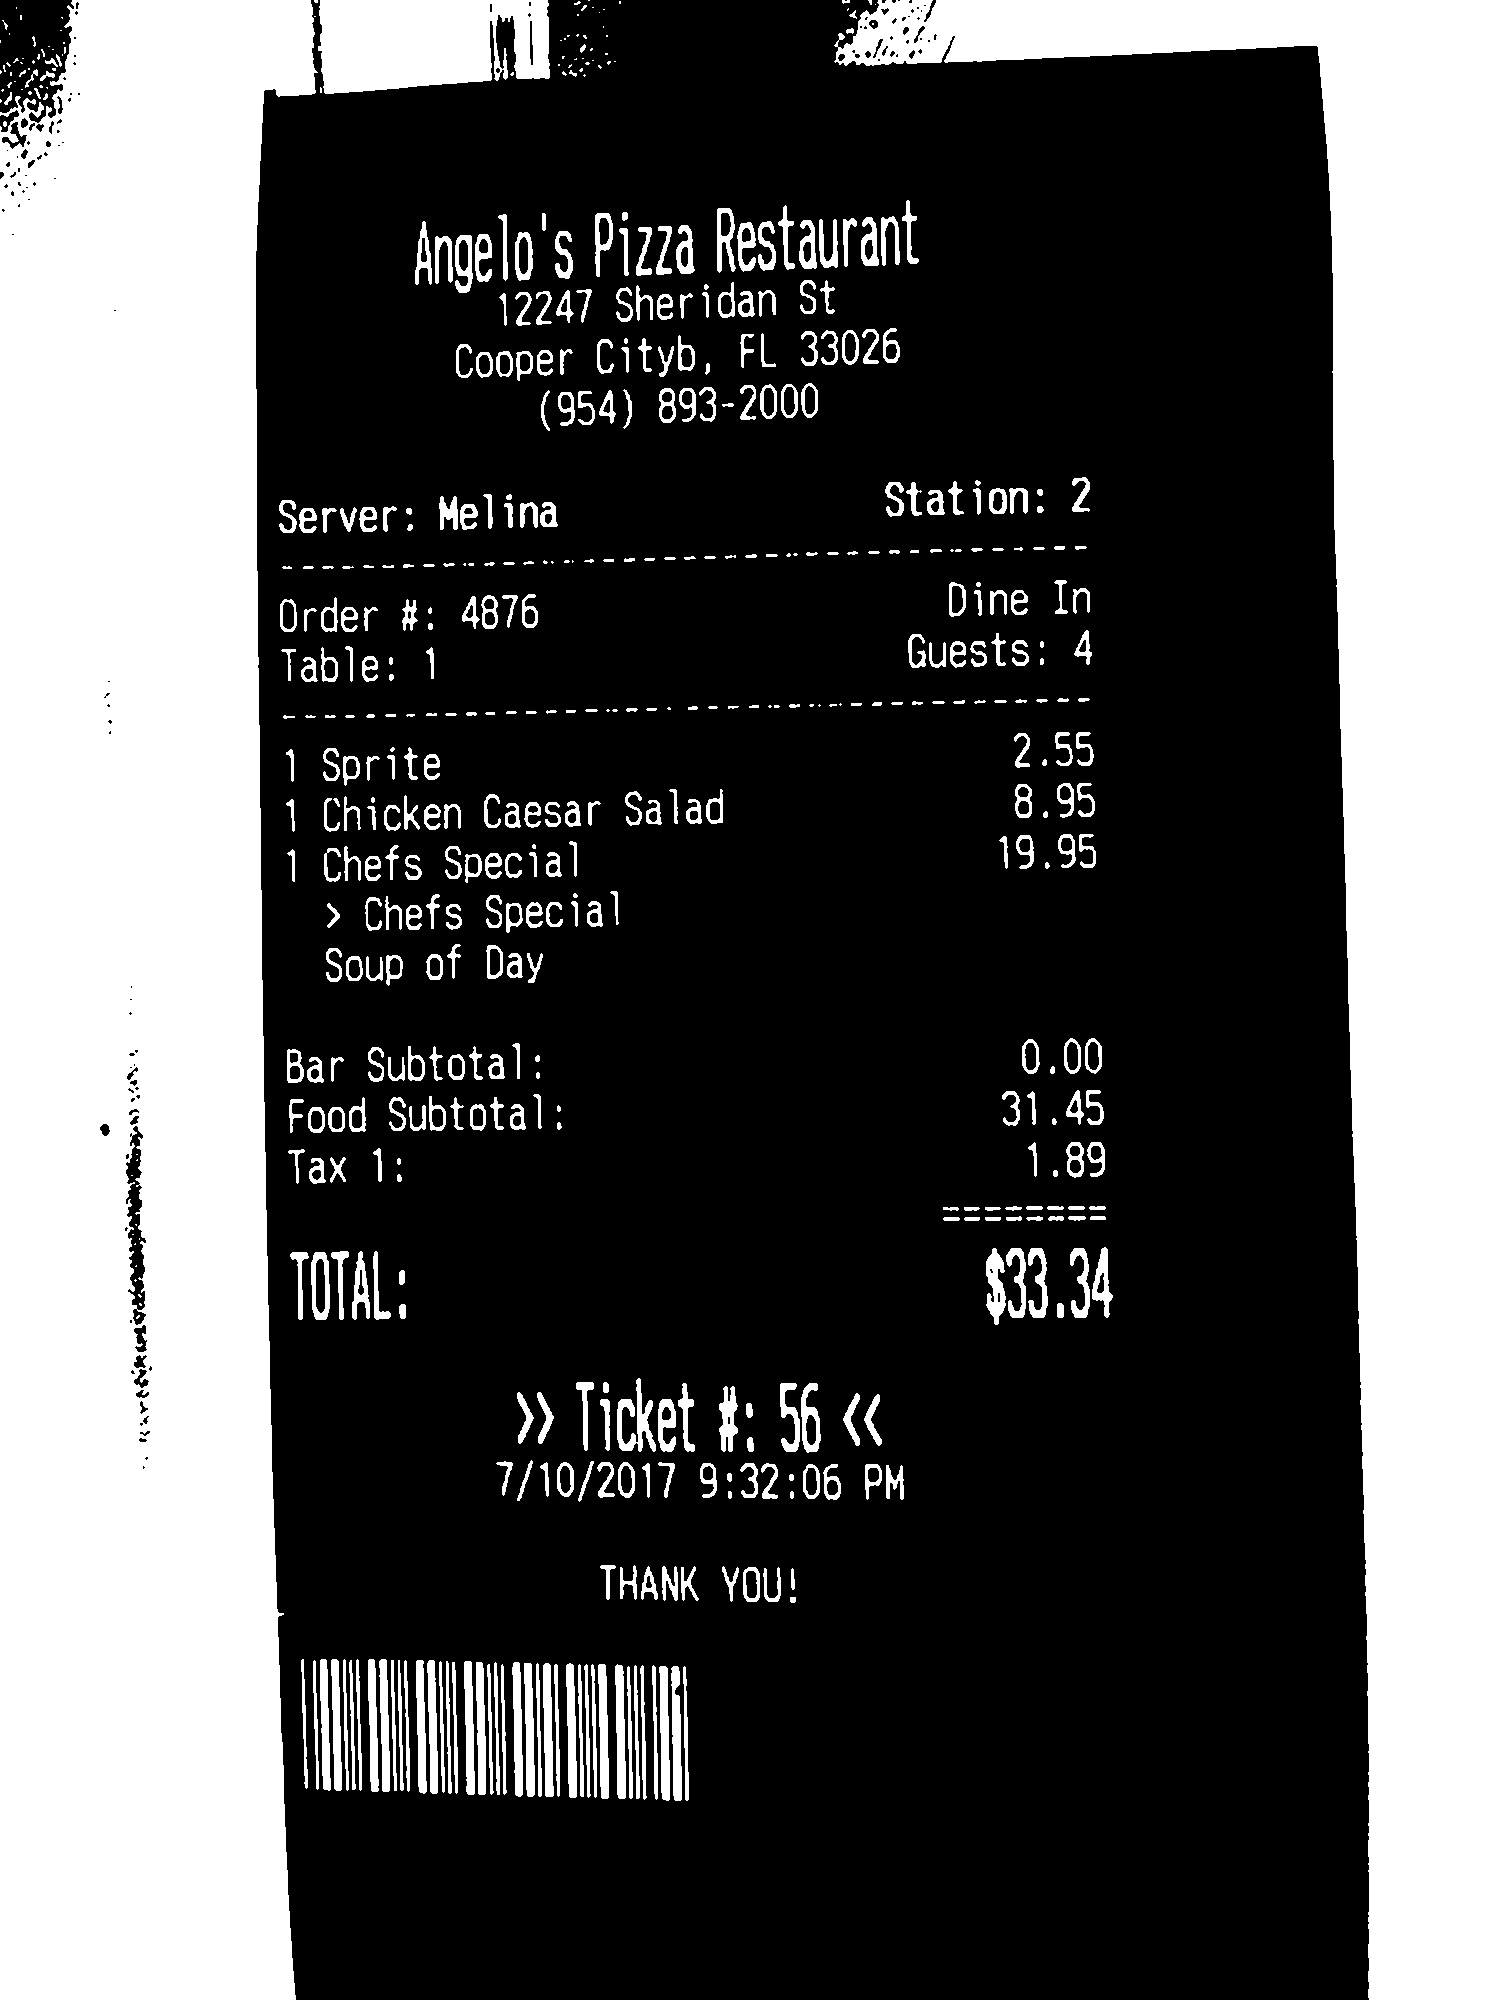 Angelo's Pizza Restaurant
12247 Sheridan St
Cooper Cityb, FL 33026
(954) 893-2000
Server: Melina Station: 2
Order #: 4876 Dine In
Table: 1 Guests: 4
1 Sprite 2.55
1 Chicken Caesar Salad 8.95
1 Chefs Special 19.95
> Chefs Special
Soup of Day
Bar Subtotal: 0.00
Food Subtotal: 31.45
Tax 1: 1.89
========
TOTAL: $33.34
>> Ticket #: 56 <<
7/10/2017 9:32:06 PM
THANK YOU!